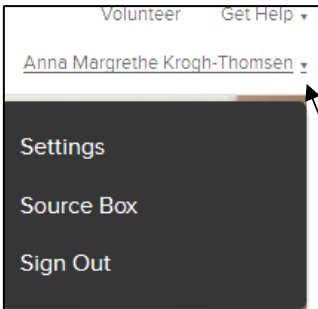 Volunteer Get Help ▾
Anna Margrethe Krogh-Thomsen ▾
Settings
Source Box
Sign Out